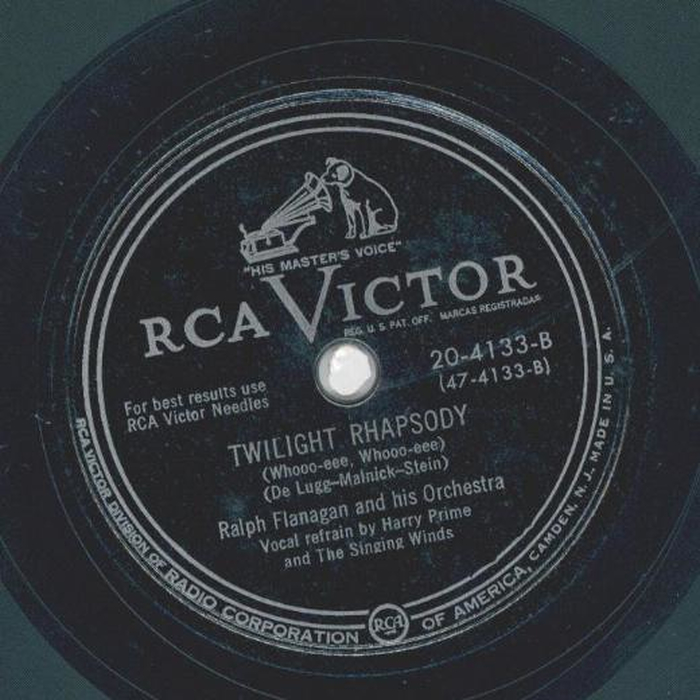 "HIS MASTER'S VOICE"
RCA VICTOR
REG. U. S. PAT. OFF. MARCAS REGISTRADAS
20-4133-B
(47-4133-B)
For best results use
RCA Victor Needles
TWILIGHT RHAPSODY
(Whooo-eee, Whooo-eee)
(De Lugg-Malnick-Stein)
Ralph Flanagan and his Orchestra
Vocal refrain by Harry Prime
and The Singing Winds
RCA VICTOR DIVISION OF RADIO CORPORATION RCA OF AMERICA, CAMDEN, N. J., MADE IN U. S. A.